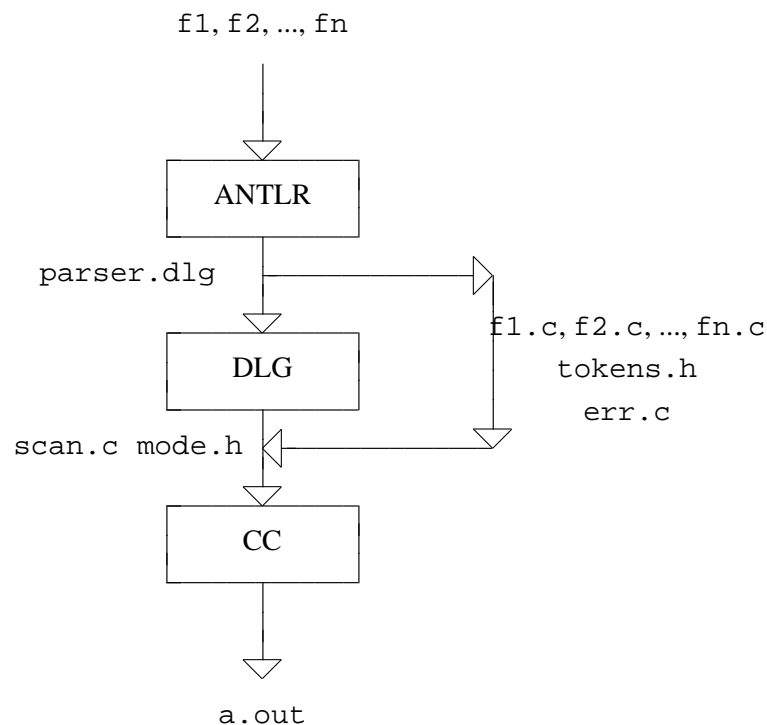 f1, f2, ..., fn
ANTLR
parser.dlg
f1.c, f2.c, ..., fn.c
tokens.h
err.c
DLG
scan.c mode.h
CC
a.out